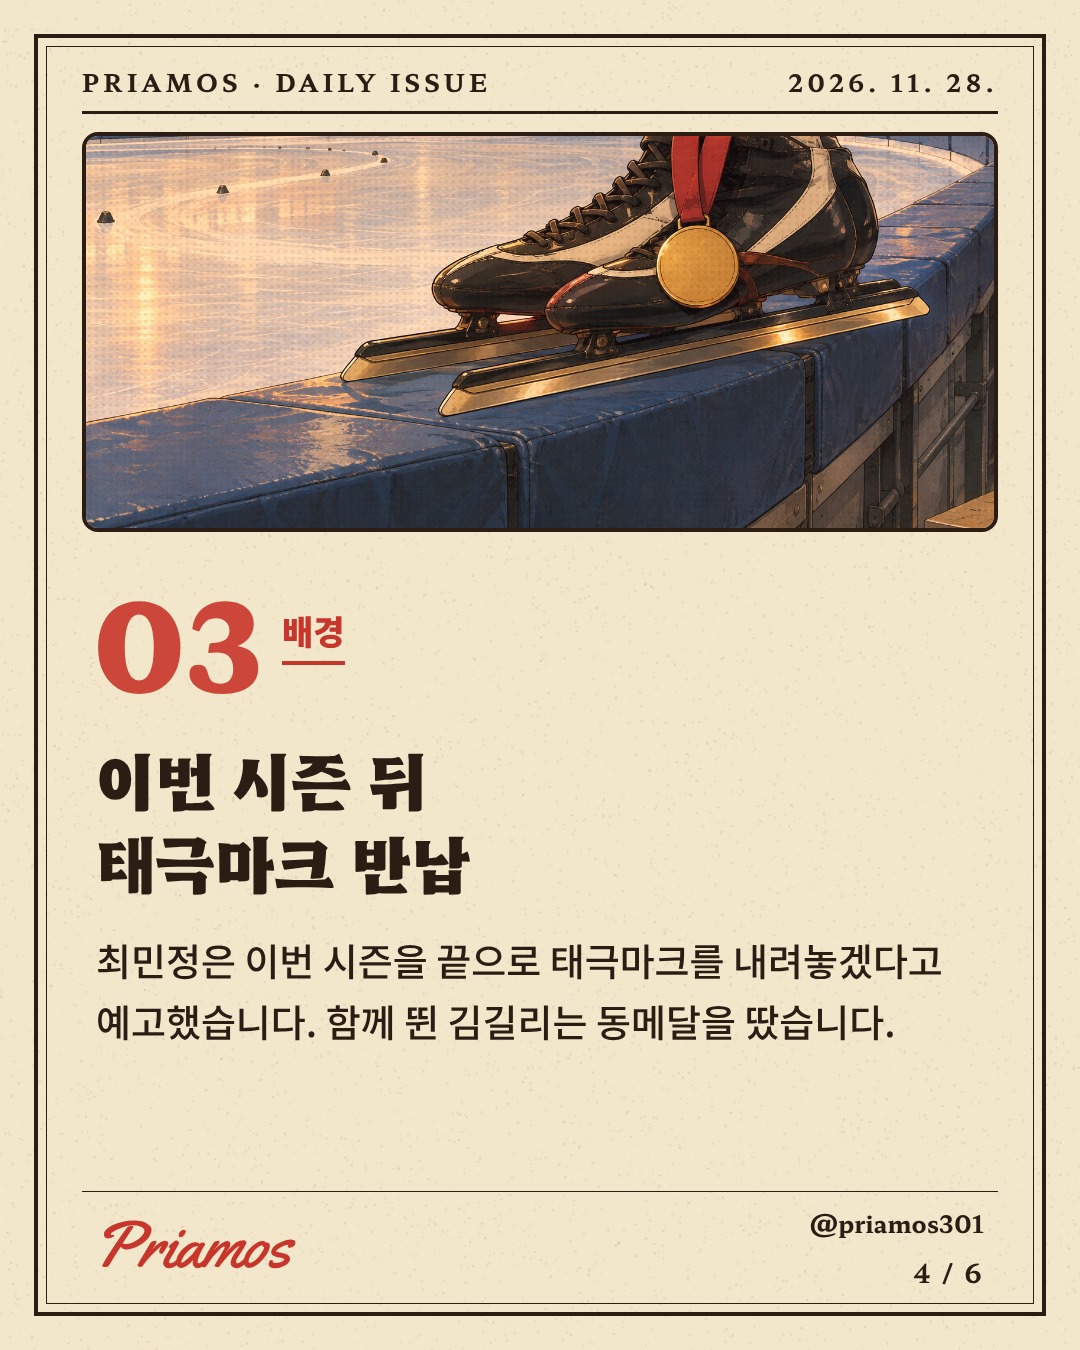 PRIAMOS · DAILY ISSUE
2026. 11. 28.
03 배경
이번 시즌 뒤
태극마크 반납
최민정은 이번 시즌을 끝으로 태극마크를 내려놓겠다고
예고했습니다. 함께 뛴 김길리는 동메달을 땄습니다.
Priamos
@priamos301
4 / 6